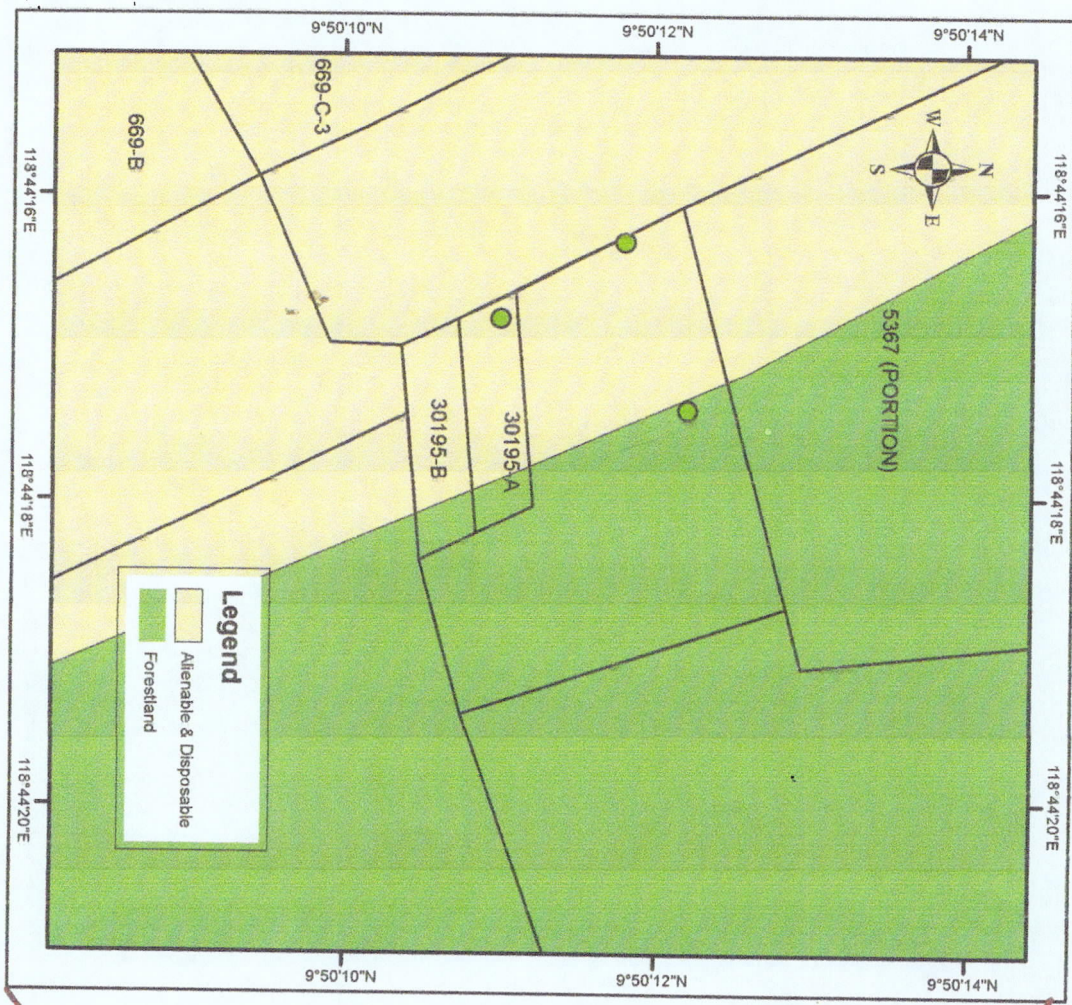 9°50'10"N
9°50'12"N
9°50'14"N
118°44'16"E
118°44'18"E
118°44'20"E
118°44'16"E
118°44'18"E
118°44'20"E
9°50'10"N
9°50'12"N
9°50'14"N
N
S
E
W
669-C-3
669-B
5367 (PORTION)
30195-A
30195-B
Legend
Alienable & Disposable
Forestland